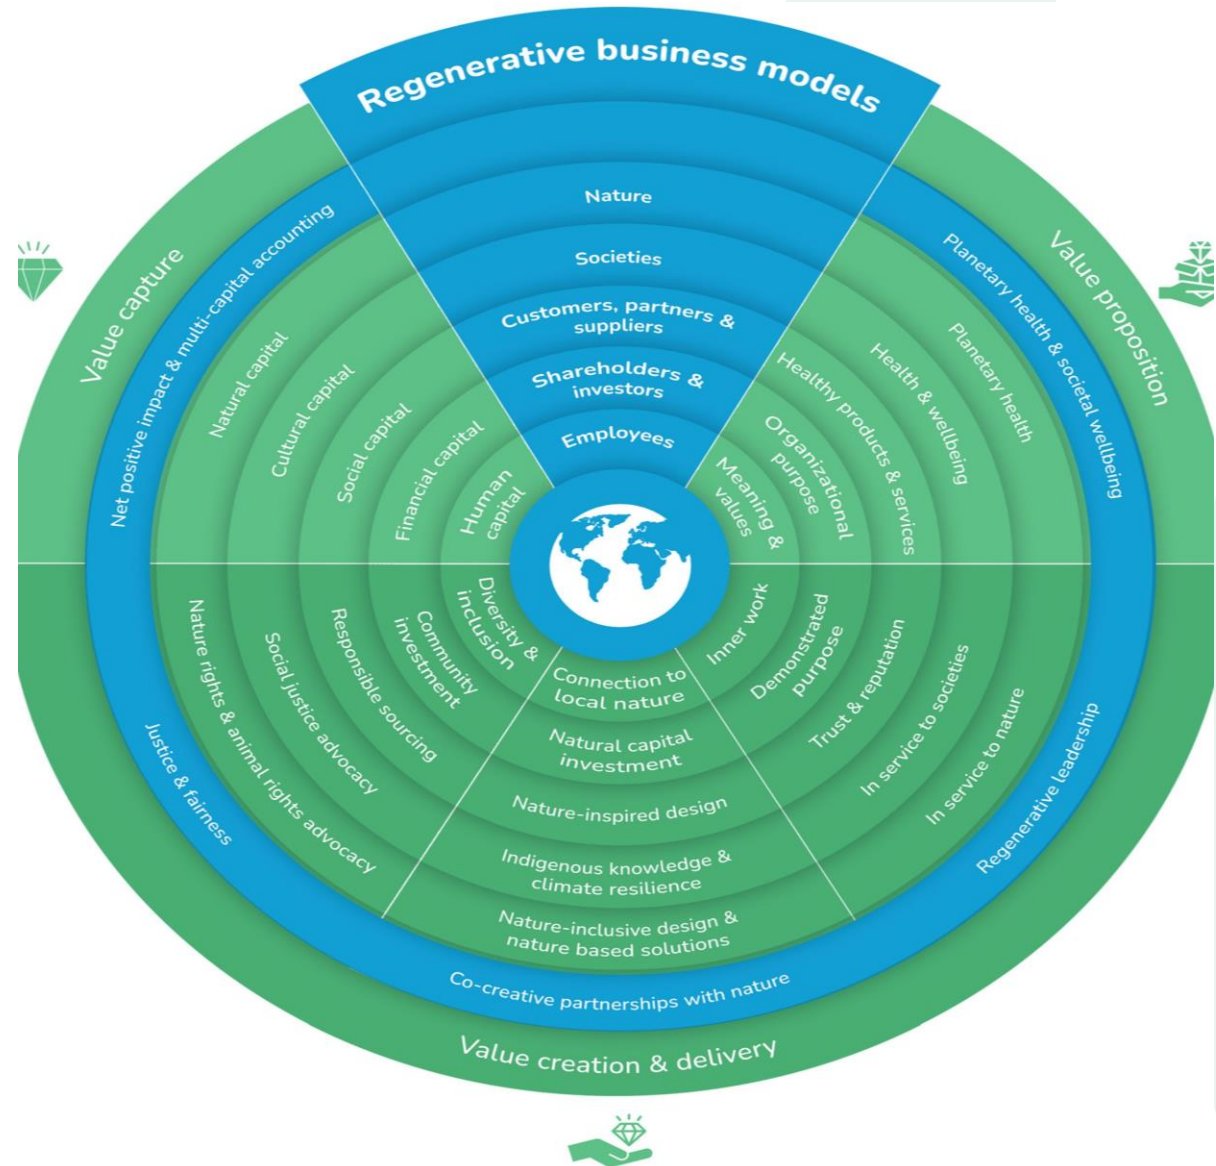 Regenerative business models
Nature
Societies
Customers, partners &
suppliers
Shareholders &
investors
Employees
Value proposition
Planetary health & societal wellbeing
Planetary health
Health & wellbeing
Healthy products & services
Organizational
purpose
Meaning &
values
Value creation & delivery
Regenerative leadership
In service to nature
In service to societies
Trust & reputation
Demonstrated
purpose
Inner work
Co-creative partnerships with nature
Connection to
local nature
Natural capital
investment
Nature-inspired design
Indigenous knowledge &
climate resilience
Nature-inclusive design &
nature based solutions
Justice & fairness
Nature rights & animal rights advocacy
Social justice advocacy
Responsible sourcing
Community
investment
Diversity &
inclusion
Value capture
Net positive impact & multi-capital accounting
Natural capital
Cultural capital
Social capital
Financial capital
Human
capital